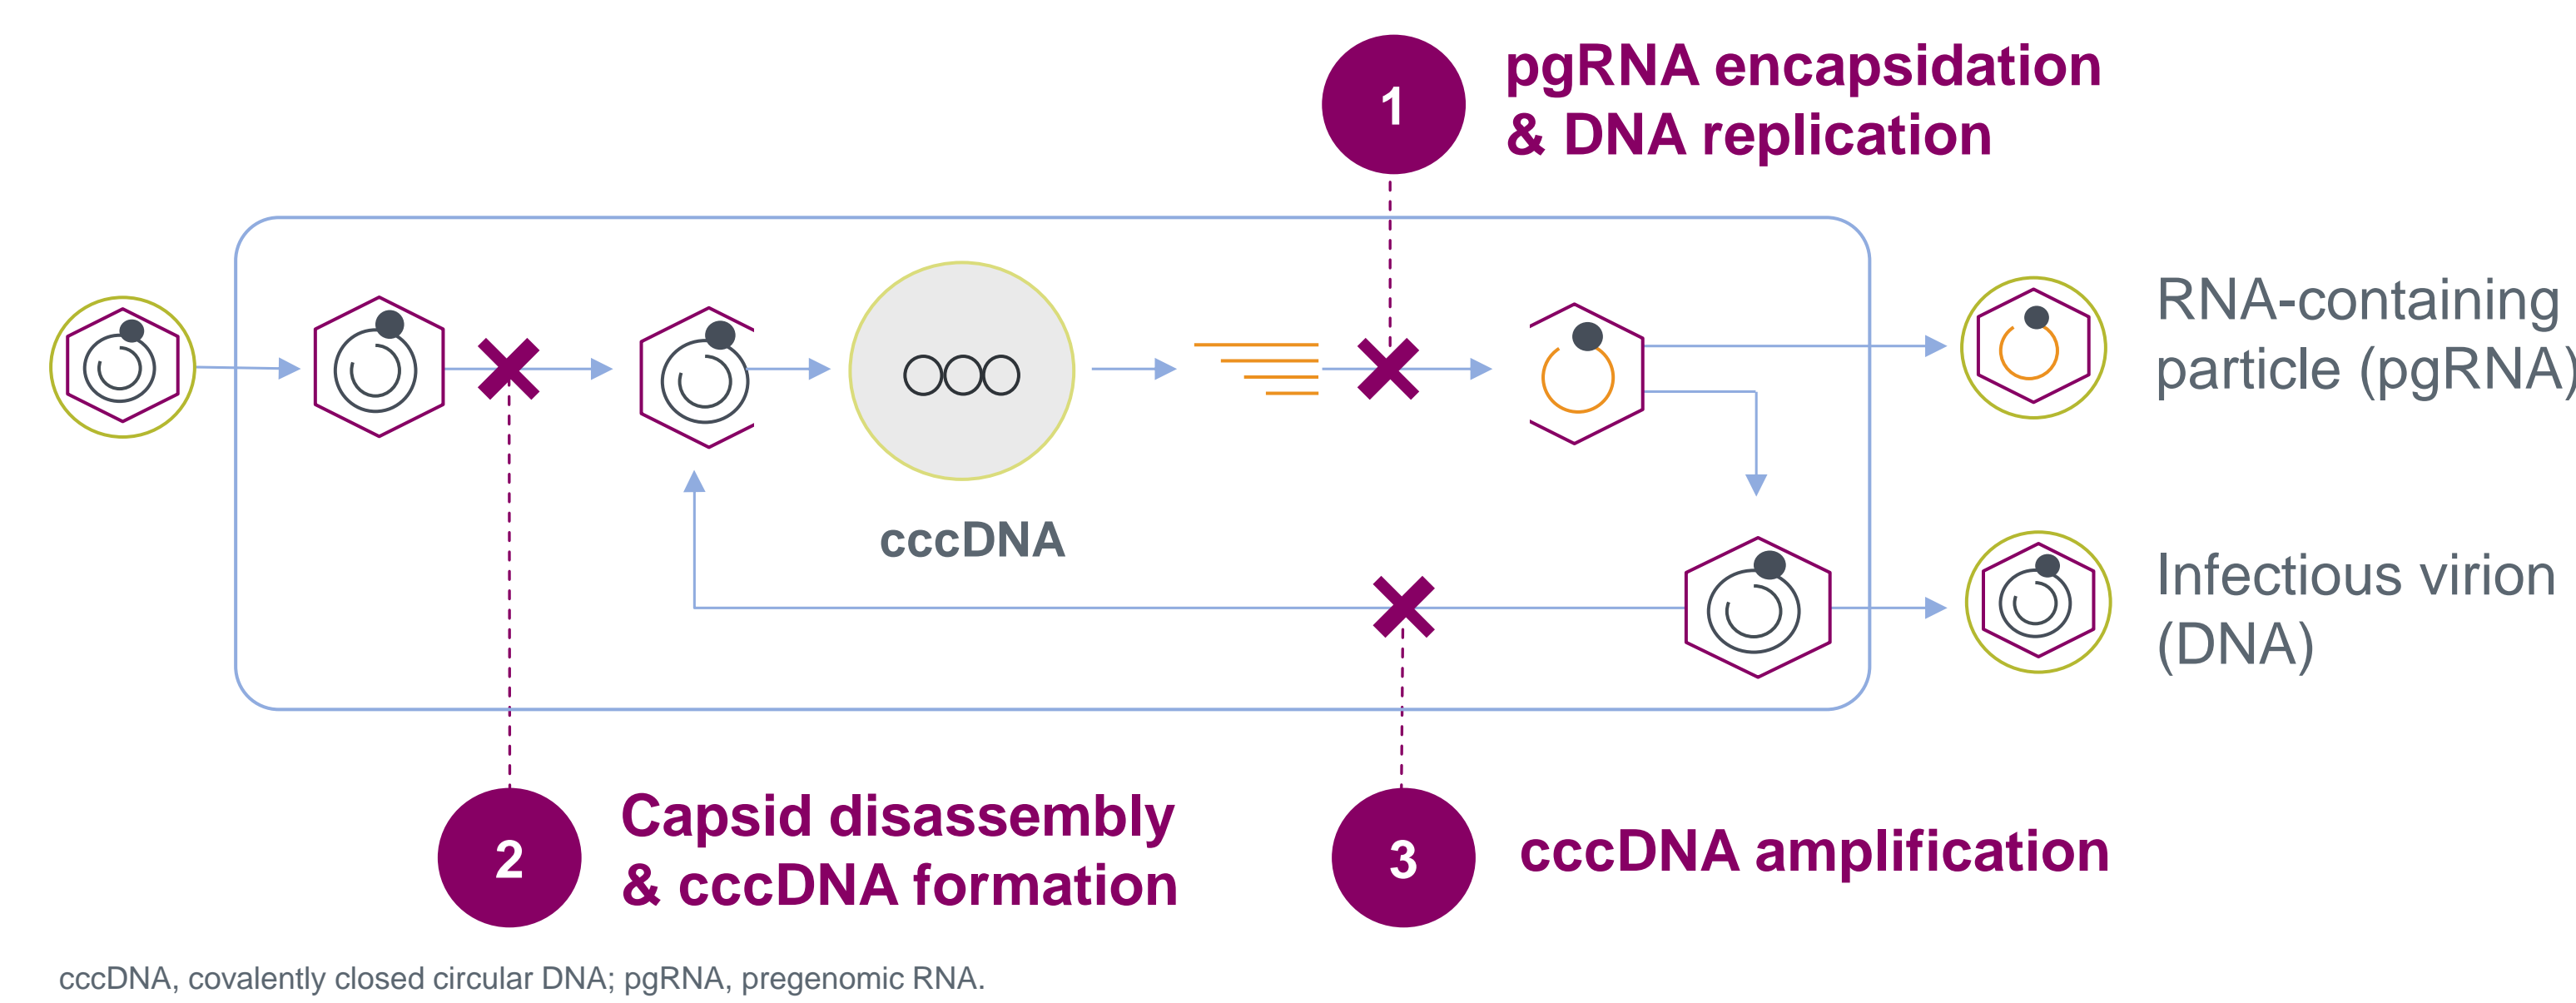 1
pgRNA encapsidation
& DNA replication
RNA-containing
particle (pgRNA)
cccDNA
Infectious virion
(DNA)
2
Capsid disassembly
& cccDNA formation
3
cccDNA amplification
cccDNA, covalently closed circular DNA; pgRNA, pregenomic RNA.